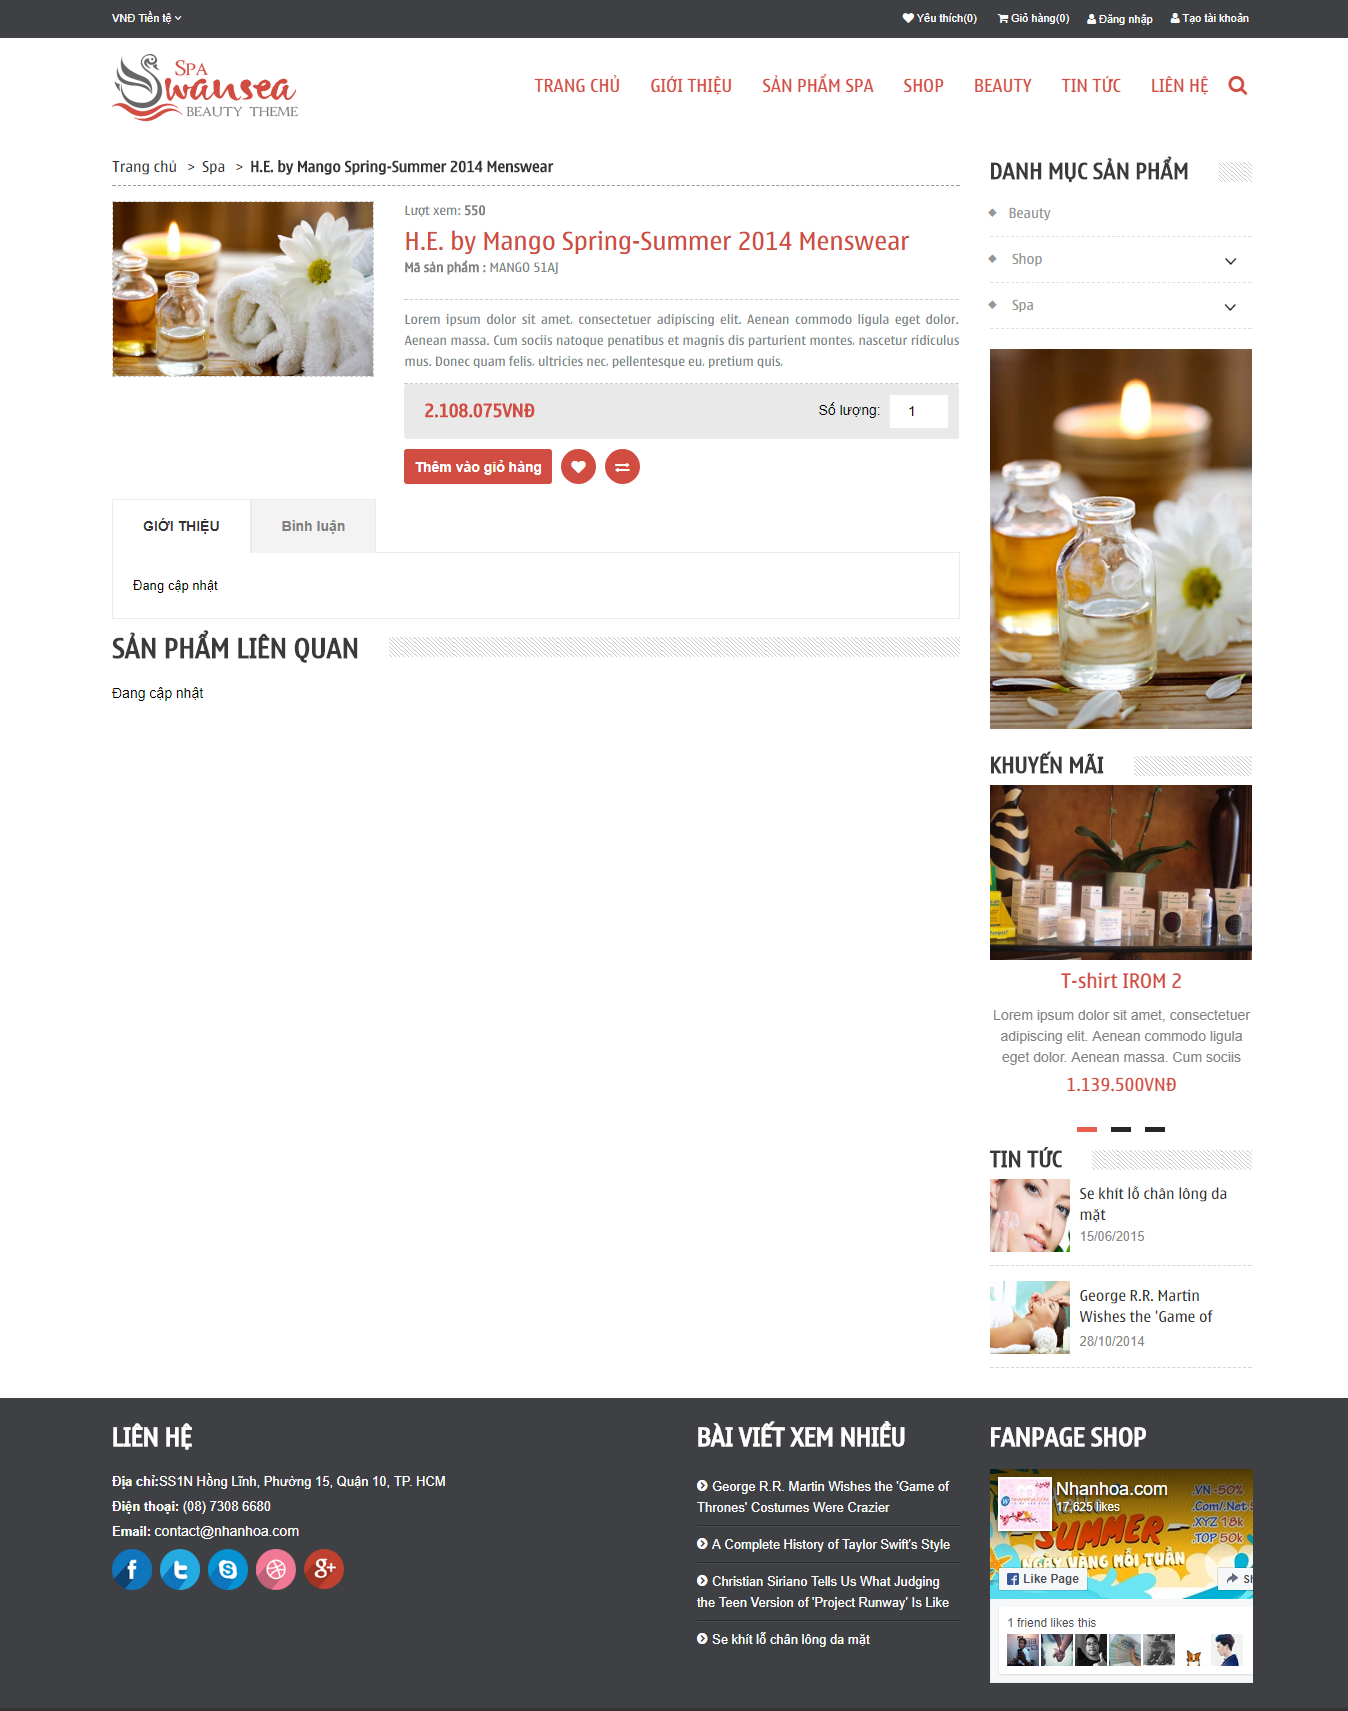 VNĐ Tiền tệ
Yêu thích(0) Giỏ hàng(0) Đăng nhập Tạo tài khoản
SPA
Swansea
BEAUTY THEME
TRANG CHỦ GIỚI THIỆU SẢN PHẨM SPA SHOP BEAUTY TIN TỨC LIÊN HỆ
Trang chủ > Spa > H.E. by Mango Spring-Summer 2014 Menswear
Lượt xem: 550
H.E. by Mango Spring-Summer 2014 Menswear
Mã sản phẩm : MANGO 51AJ
Lorem ipsum dolor sit amet, consectetuer adipiscing elit. Aenean commodo ligula eget dolor.
Aenean massa. Cum sociis natoque penatibus et magnis dis parturient montes, nascetur ridiculus
mus. Donec quam felis, ultricies nec, pellentesque eu, pretium quis.
2.108.075VNĐ
Số lượng: 1
Thêm vào giỏ hàng
GIỚI THIỆU
Bình luận
Đang cập nhật
SẢN PHẨM LIÊN QUAN
Đang cập nhật
DANH MỤC SẢN PHẨM
Beauty
Shop
Spa
KHUYẾN MÃI
T-shirt IROM 2
Lorem ipsum dolor sit amet, consectetuer
adipiscing elit. Aenean commodo ligula
eget dolor. Aenean massa. Cum sociis
1.139.500VNĐ
TIN TỨC
Se khít lỗ chân lông da
mặt
15/06/2015
George R.R. Martin
Wishes the 'Game of
28/10/2014
LIÊN HỆ
Địa chỉ:SS1N Hồng Lĩnh, Phường 15, Quận 10, TP. HCM
Điện thoại: (08) 7308 6680
Email: contact@nhanhoa.com
BÀI VIẾT XEM NHIỀU
George R.R. Martin Wishes the 'Game of
Thrones' Costumes Were Crazier
A Complete History of Taylor Swift's Style
Christian Siriano Tells Us What Judging
the Teen Version of 'Project Runway' Is Like
Se khít lỗ chân lông da mặt
FANPAGE SHOP
Nhanhoa.com
17,625 likes
.VN -50%
.Com/.Net
.XYZ 18k
.TOP 50k
SUMMER
NGÀY VÀNG MỖI TUẦN
Like Page
1 friend likes this